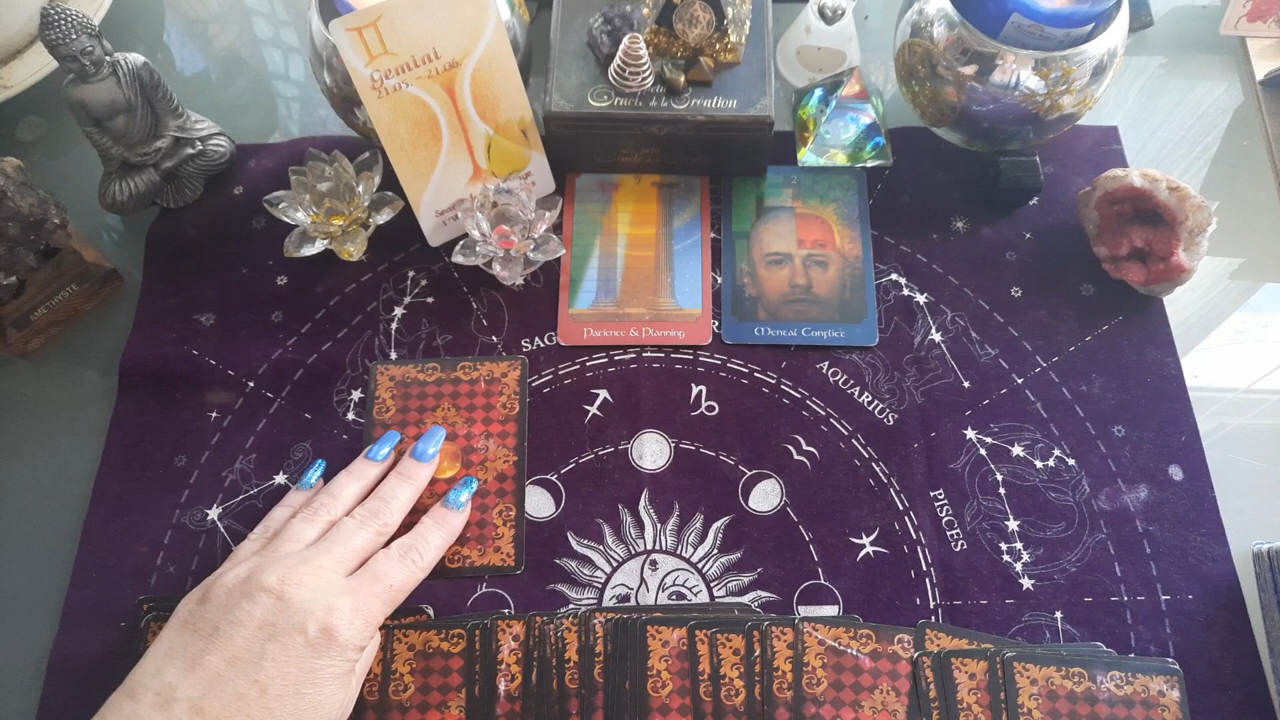 Gemini
21.05. - 21.06.
Oracle de la Création
AMETHYSTE
Patience & Planning
2
Mental Conflict
SAG
AQUARIUS
PISCES